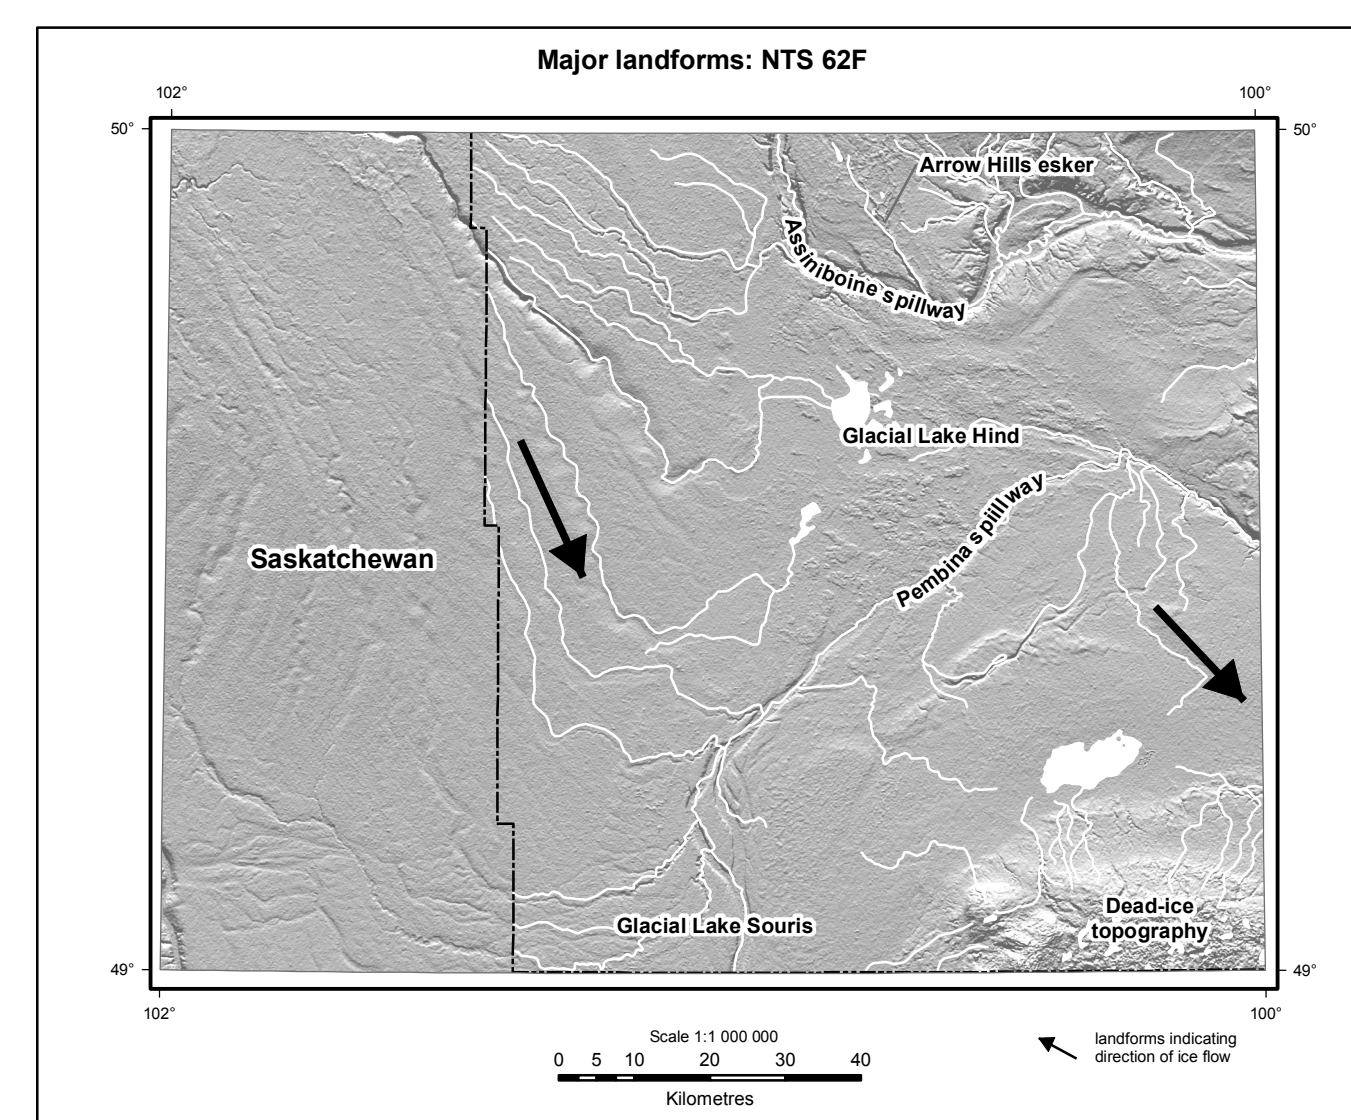 Major landforms: NTS 62F
102°
100°
50°
50°
Arrow Hills esker
Assiniboine spillway
Glacial Lake Hind
Pembina spiillway
Saskatchewan
Dead-ice
topography
Glacial Lake Souris
49°
49°
102°
100°
Scale 1:1 000 000
0 5 10 20 30 40
Kilometres
landforms indicating
direction of ice flow